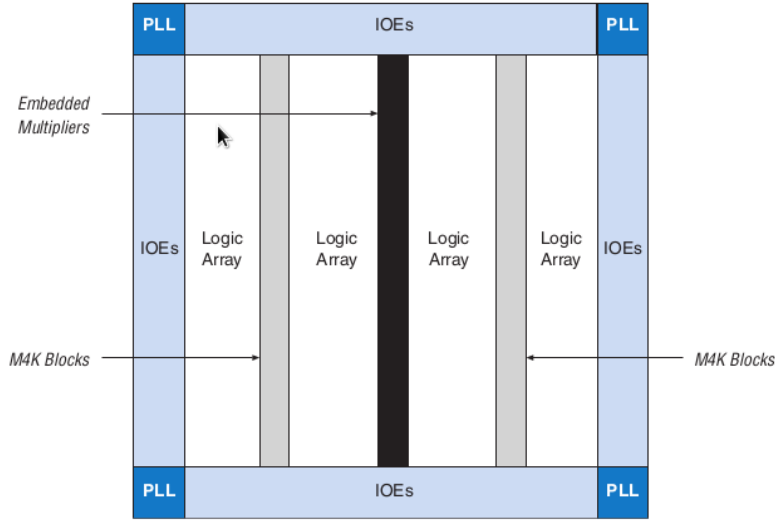 PLL
IOEs
PLL
Embedded
Multipliers
IOEs
Logic
Array
Logic
Array
Logic
Array
Logic
Array
IOEs
M4K Blocks
M4K Blocks
PLL
IOEs
PLL